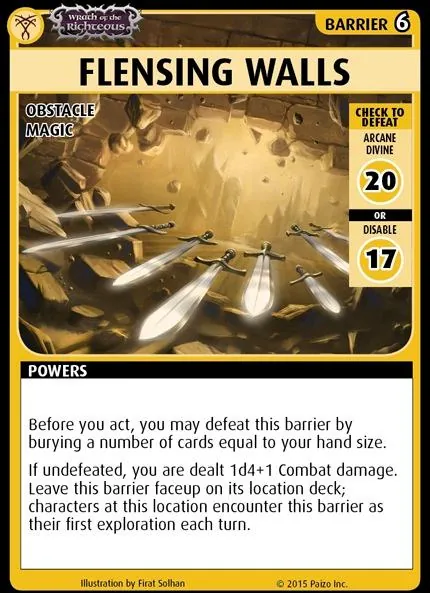 Wrath of the
Righteous
BARRIER 6
FLENSING WALLS
OBSTACLE
MAGIC
CHECK TO
DEFEAT
ARCANE
DIVINE
20
OR
DISABLE
17
POWERS
Before you act, you may defeat this barrier by
burying a number of cards equal to your hand size.
If undefeated, you are dealt 1d4+1 Combat damage.
Leave this barrier faceup on its location deck;
characters at this location encounter this barrier as
their first exploration each turn.
Illustration by Firat Solhan
© 2015 Paizo Inc.